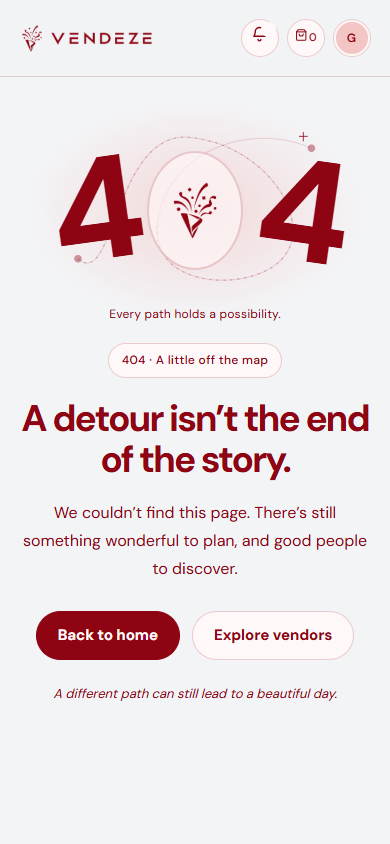 VENDEZE
0
G
4 4
Every path holds a possibility.
404 · A little off the map
A detour isn’t the end
of the story.
We couldn’t find this page. There’s still
something wonderful to plan, and good people
to discover.
Back to home
Explore vendors
A different path can still lead to a beautiful day.